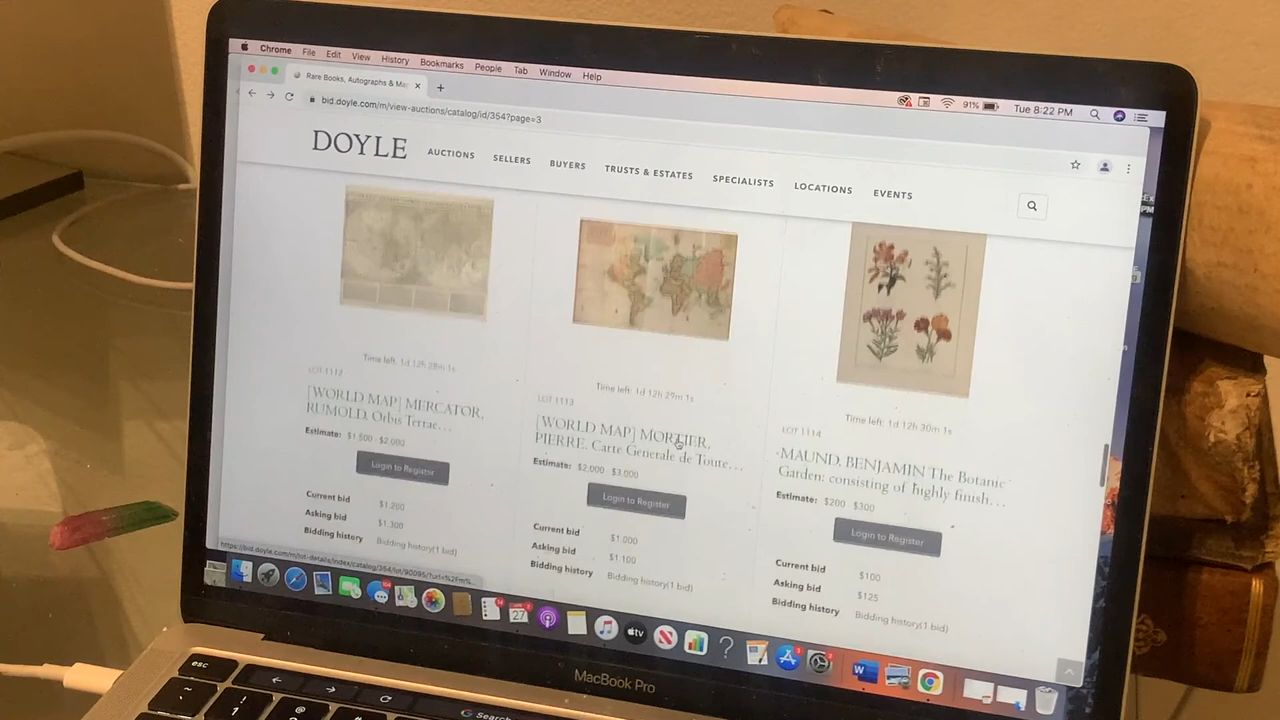 Chrome File Edit View History Bookmarks People Tab Window Help
91% Tue 8:22 PM
Rare Books, Autographs & Ma
bid.doyle.com/m/view-auctions/catalog/id/354?page=3
DOYLE
AUCTIONS SELLERS BUYERS TRUSTS & ESTATES SPECIALISTS LOCATIONS EVENTS
Time left: 1d 12h 28m 1s
LOT 1112
[WORLD MAP] MERCATOR,
RUMOLD. Orbis Terrae...
Estimate: $1,500 - $2,000
Login to Register
Current bid $1,200
Asking bid $1,300
Bidding history Bidding history(1 bid)
Time left: 1d 12h 29m 1s
LOT 1113
[WORLD MAP] MORTIER,
PIERRE. Carte Generale de Toute...
Estimate: $2,000 - $3,000
Login to Register
Current bid $1,000
Asking bid $1,100
Bidding history Bidding history(1 bid)
Time left: 1d 12h 30m 1s
LOT 1114
MAUND, BENJAMIN The Botanic
Garden: consisting of highly finish...
Estimate: $200 - $300
Login to Register
Current bid $100
Asking bid $125
Bidding history Bidding history(1 bid)
27
tv
W
MacBook Pro
esc
~
!
1
@
G Search